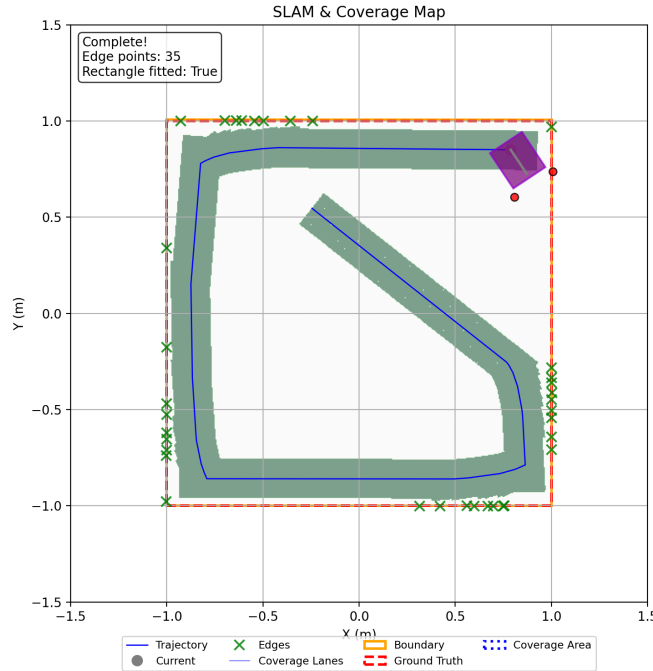 SLAM & Coverage Map
Complete!
Edge points: 35
Rectangle fitted: True
1.5
1.0
0.5
0.0
−0.5
−1.0
−1.5
Y (m)
−1.5
−1.0
−0.5
0.0
0.5
1.0
1.5
X (m)
Trajectory
Edges
Boundary
Coverage Area
Current
Coverage Lanes
Ground Truth